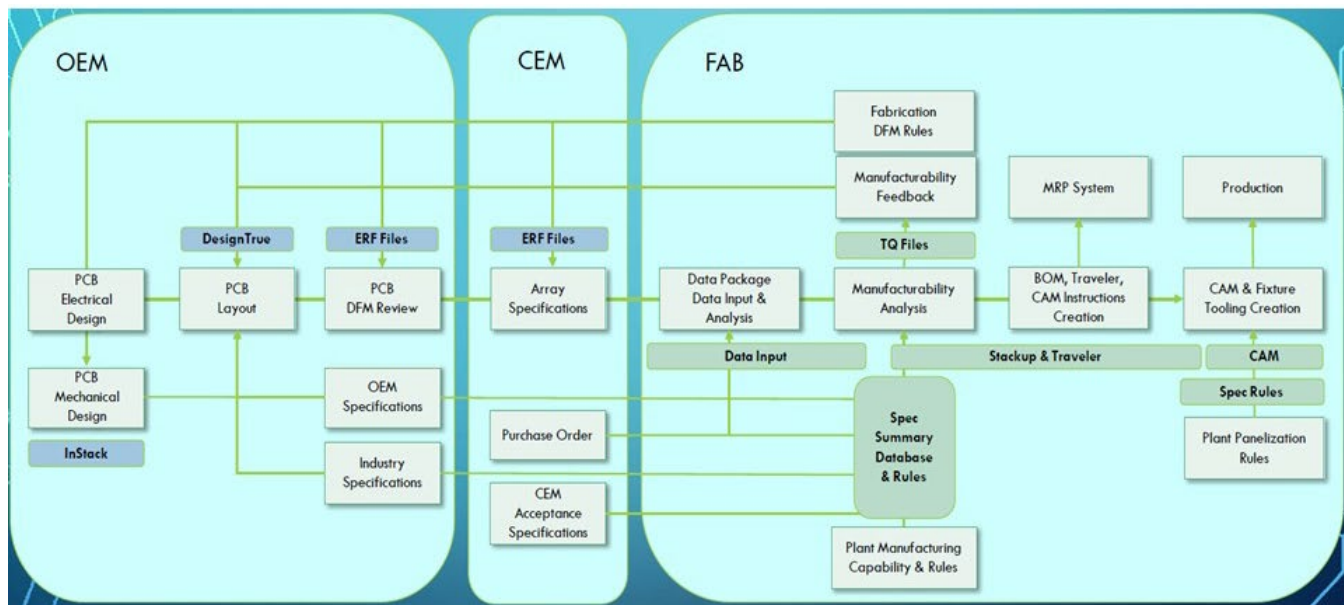 OEM
CEM
FAB
Fabrication
DFM Rules
Manufacturability
Feedback
MRP System
Production
DesignTrue
ERF Files
ERF Files
TQ Files
PCB
Electrical
Design
PCB
Layout
PCB
DFM Review
Array
Specifications
Data Package
Data Input &
Analysis
Manufacturability
Analysis
BOM, Traveler,
CAM Instructions
Creation
CAM & Fixture
Tooling Creation
Data Input
Stackup & Traveler
CAM
PCB
Mechanical
Design
OEM
Specifications
Spec Rules
InStack
Purchase Order
Spec
Summary
Database
& Rules
Plant Panelization
Rules
Industry
Specifications
CEM
Acceptance
Specifications
Plant Manufacturing
Capability & Rules